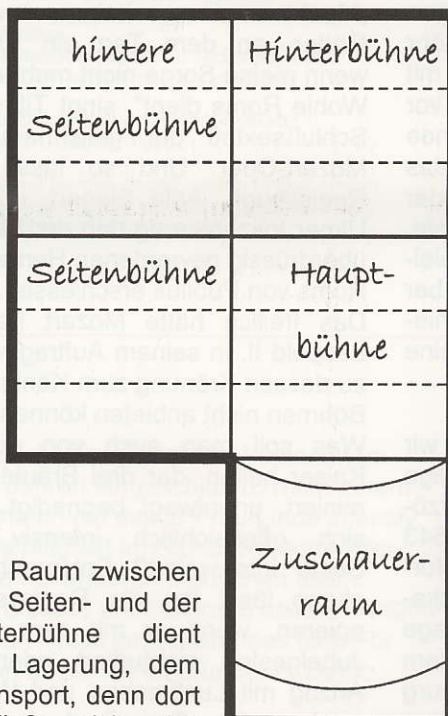 hintere Hinterbühne
Seitenbühne
Seitenbühne Haupt-
bühne
Zuschauer-
raum
Raum zwischen
Seiten- und der
terbühne dient
Lagerung, dem
nsport, denn dort